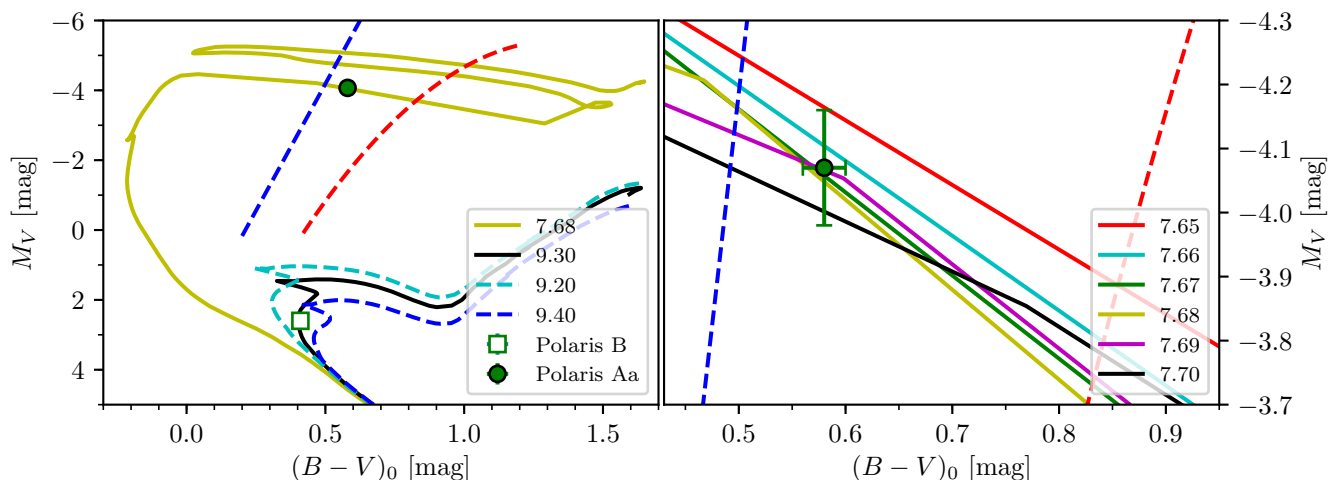 −6
−4
−2
0
2
4
M_V [mag]
0.0 0.5 1.0 1.5
(B − V)₀ [mag]
7.68
9.30
9.20
9.40
Polaris B
Polaris Aa
−4.3
−4.2
−4.1
−4.0
−3.9
−3.8
−3.7
M_V [mag]
0.5 0.6 0.7 0.8 0.9
(B − V)₀ [mag]
7.65
7.66
7.67
7.68
7.69
7.70